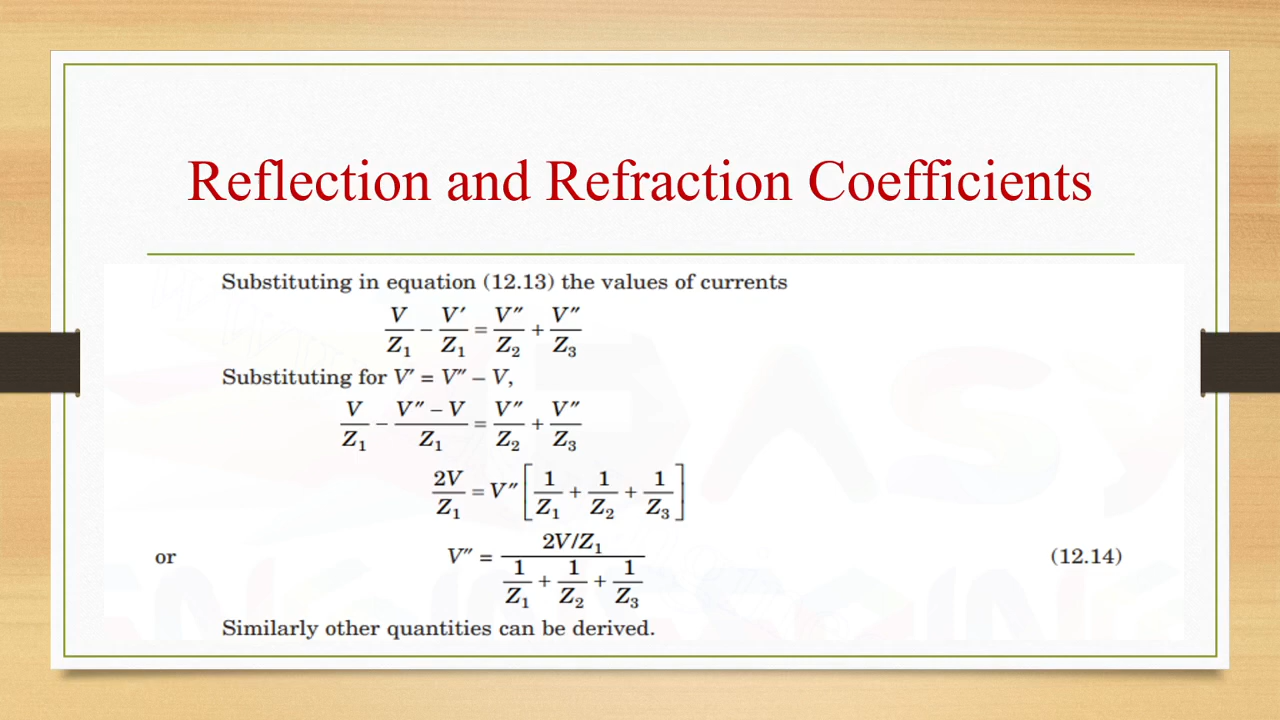 Reflection and Refraction Coefficients
Substituting in equation (12.13) the values of currents
V/Z₁ − V′/Z₁ = V″/Z₂ + V″/Z₃
Substituting for V′ = V″ − V,
V/Z₁ − (V″ − V)/Z₁ = V″/Z₂ + V″/Z₃
2V/Z₁ = V″ [1/Z₁ + 1/Z₂ + 1/Z₃]
or V″ = (2V/Z₁)/(1/Z₁ + 1/Z₂ + 1/Z₃) (12.14)
Similarly other quantities can be derived.